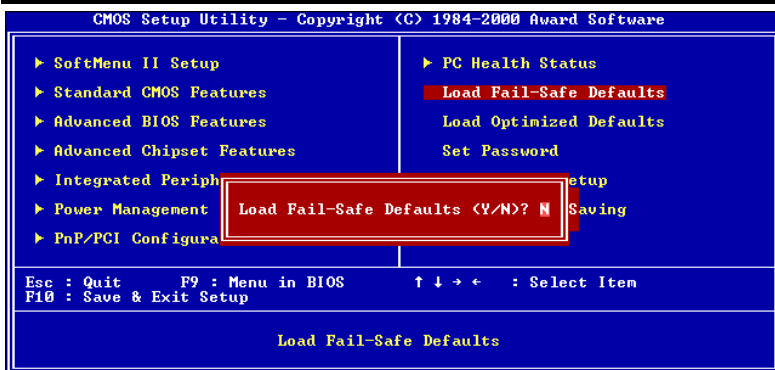 CMOS Setup Utility - Copyright (C) 1984-2000 Award Software
▶ SoftMenu II Setup
▶ Standard CMOS Features
▶ Advanced BIOS Features
▶ Advanced Chipset Features
▶ Integrated Periph
▶ Power Management
▶ PnP/PCI Configura
▶ PC Health Status
Load Fail-Safe Defaults
Load Optimized Defaults
Set Password
etup
Saving
Load Fail-Safe Defaults (Y/N)? N
Esc : Quit F9 : Menu in BIOS ↑ ↓ → ← : Select Item
F10 : Save & Exit Setup
Load Fail-Safe Defaults